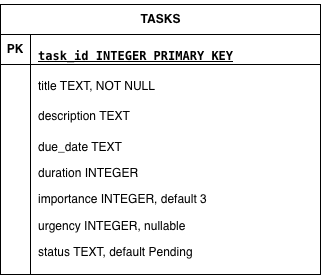 TASKS
PK task_id INTEGER PRIMARY KEY
title TEXT, NOT NULL
description TEXT
due_date TEXT
duration INTEGER
importance INTEGER, default 3
urgency INTEGER, nullable
status TEXT, default Pending